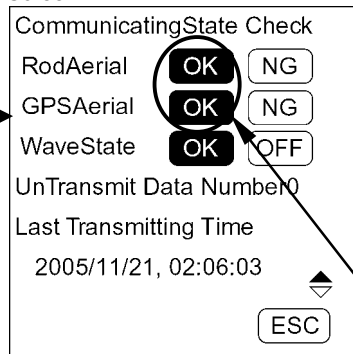 CommunicatingState Check
RodAerial OK NG
GPSAerial OK NG
WaveState OK OFF
UnTransmit Data Number0
Last Transmitting Time
2005/11/21, 02:06:03
ESC